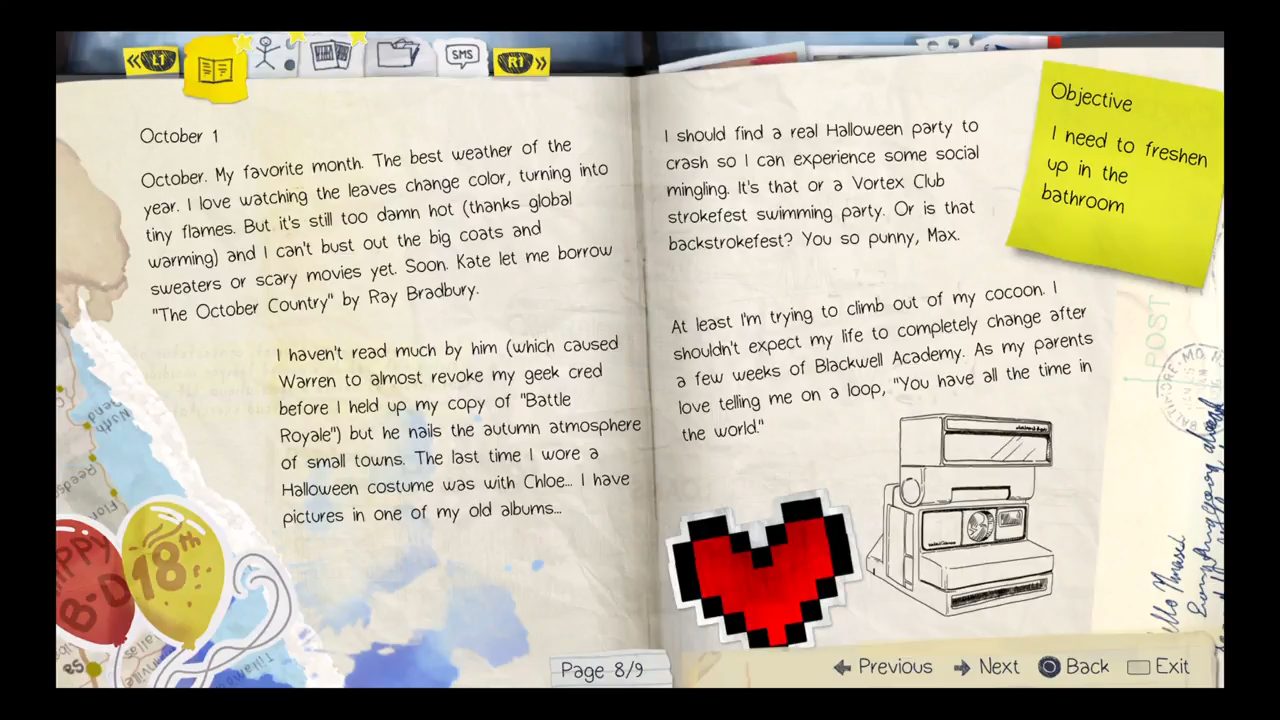 L1
SMS
R1
October 1
October. My favorite month. The best weather of the
year. I love watching the leaves change color, turning into
tiny flames. But it's still too damn hot (thanks global
warming) and I can't bust out the big coats and
sweaters or scary movies yet. Soon. Kate let me borrow
"The October Country" by Ray Bradbury.
I haven't read much by him (which caused
Warren to almost revoke my geek cred
before I held up my copy of "Battle
Royale") but he nails the autumn atmosphere
of small towns. The last time I wore a
Halloween costume was with Chloe... I have
pictures in one of my old albums...
I should find a real Halloween party to
crash so I can experience some social
mingling. It's that or a Vortex Club
strokefest swimming party. Or is that
backstrokefest? You so punny, Max.
At least I'm trying to climb out of my cocoon. I
shouldn't expect my life to completely change after
a few weeks of Blackwell Academy. As my parents
love telling me on a loop, "You have all the time in
the world."
Objective
I need to freshen
up in the
bathroom
POST
North
Bend
Reedsport
B-D
18th
85
Page 8/9
Previous
Next
Back
Exit